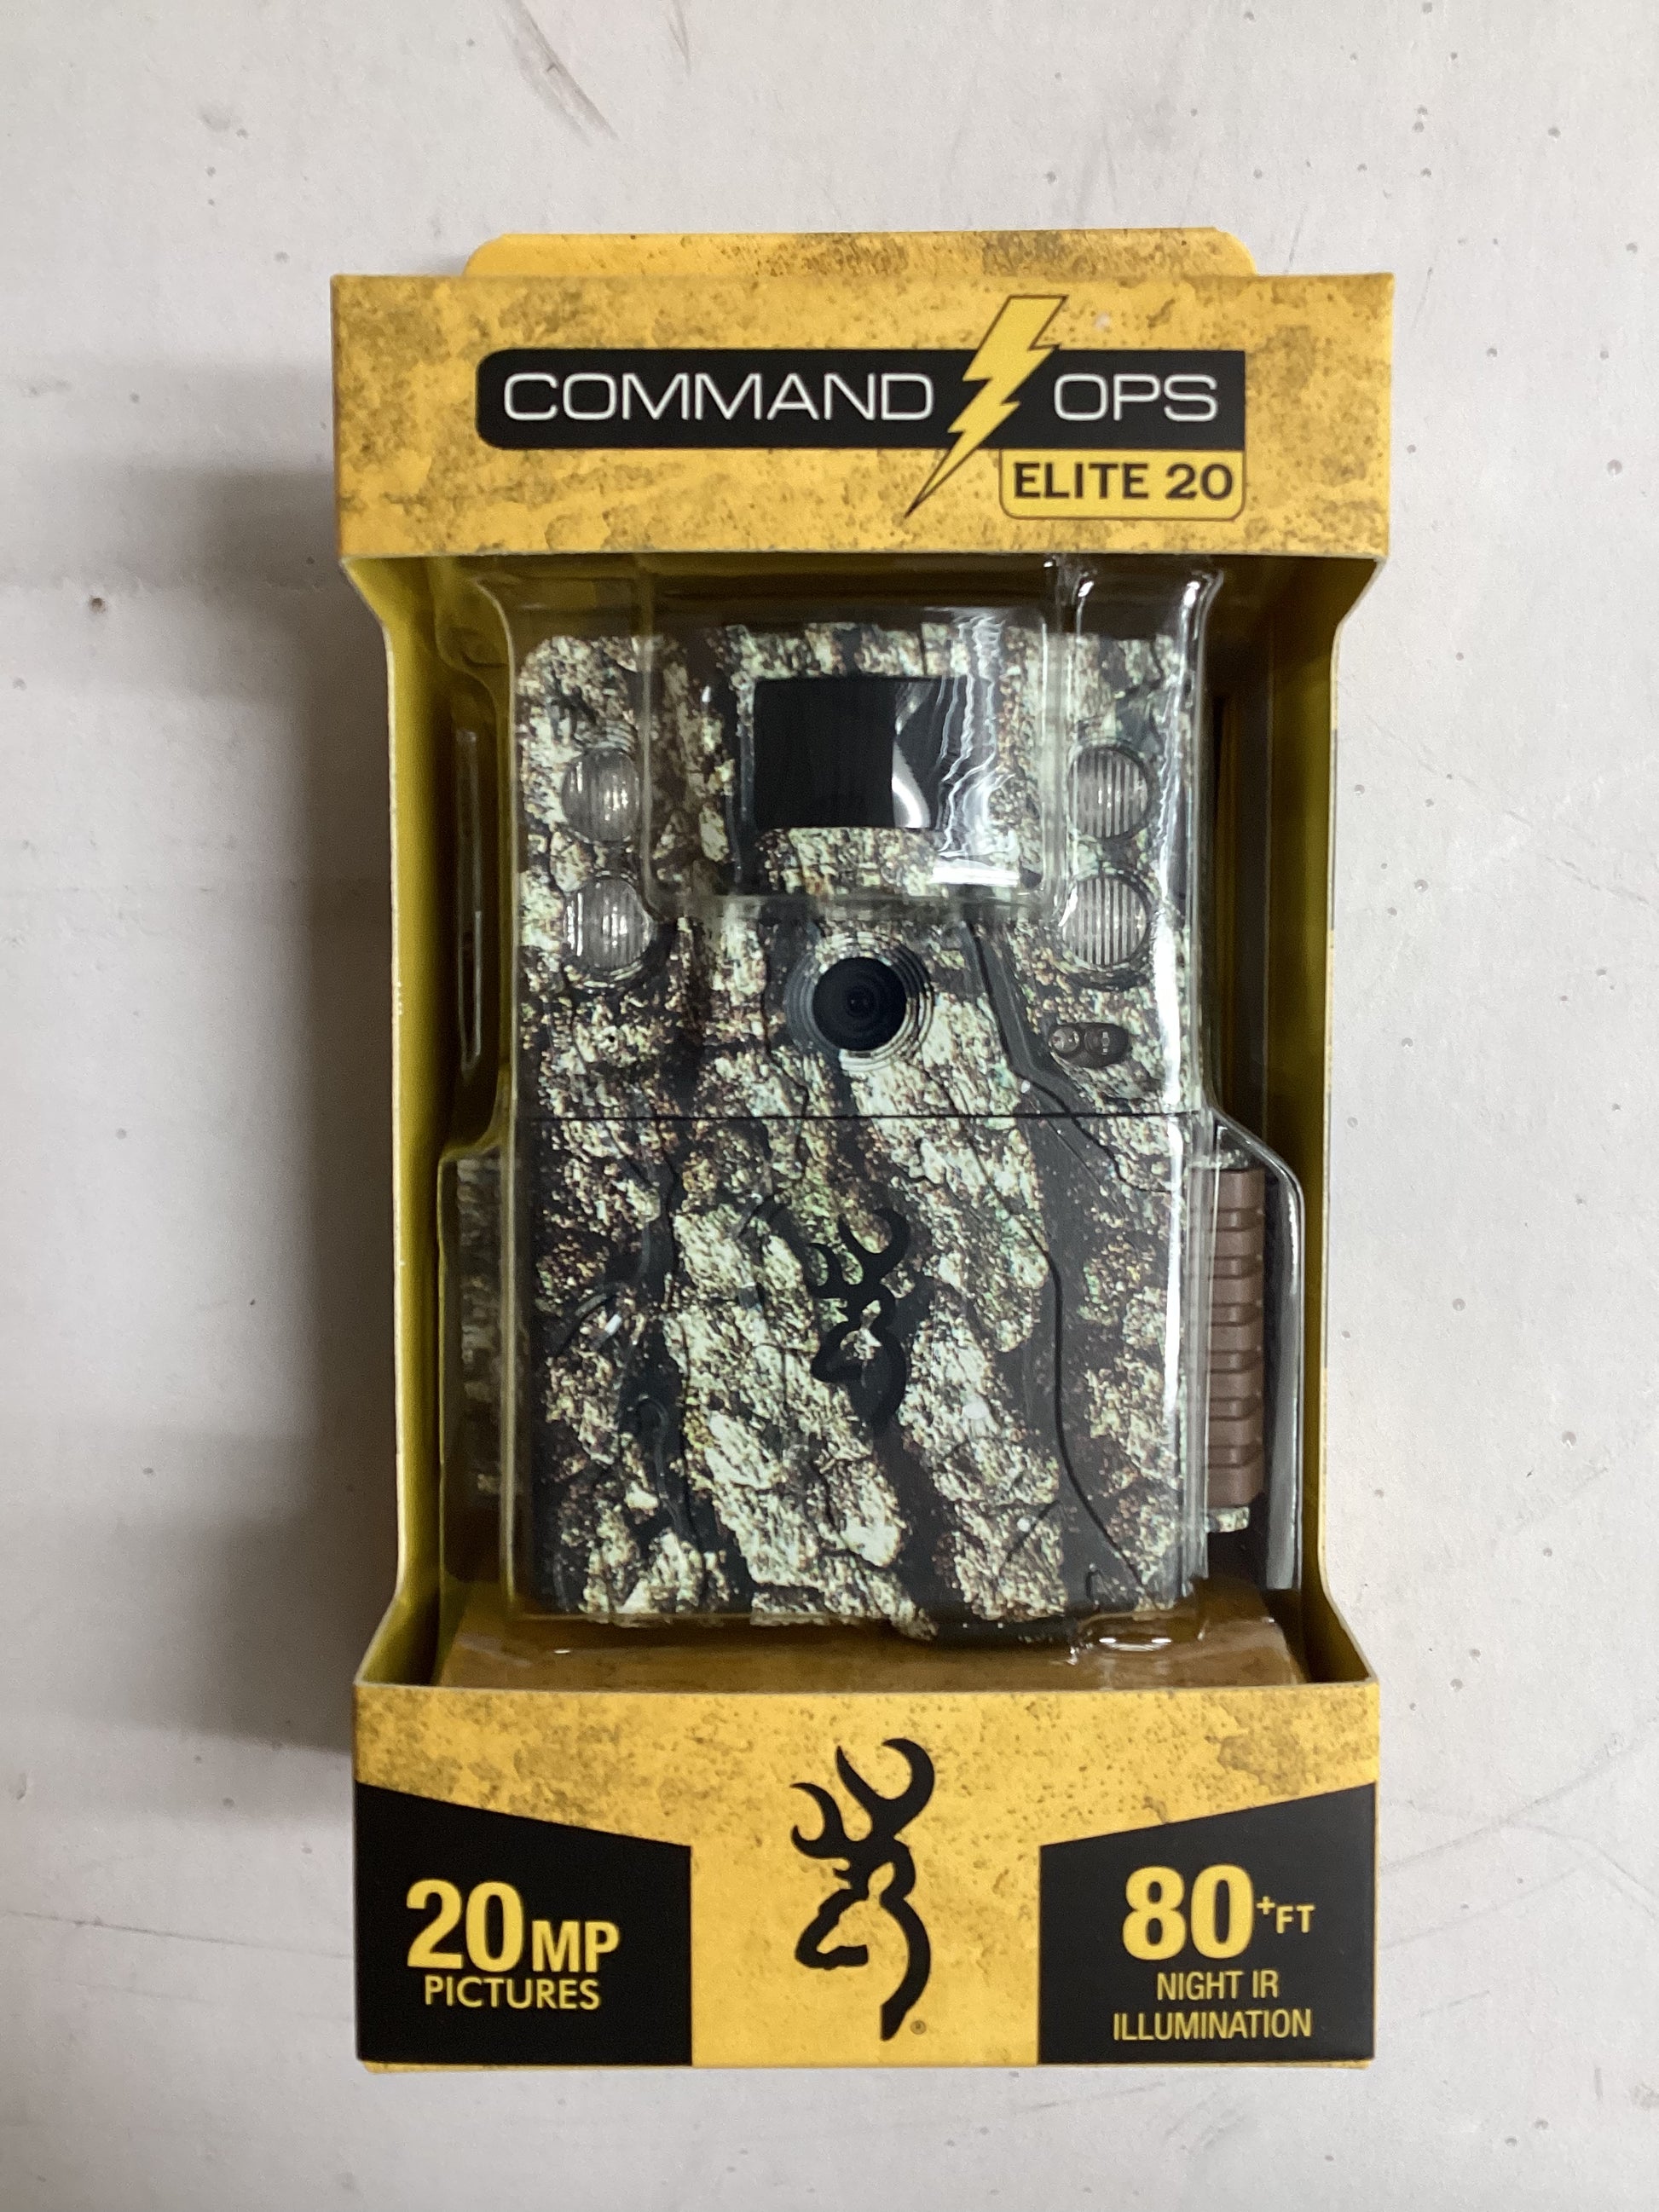 COMMAND OPS
ELITE 20
20MP
PICTURES
80+FT
NIGHT IR
ILLUMINATION
®